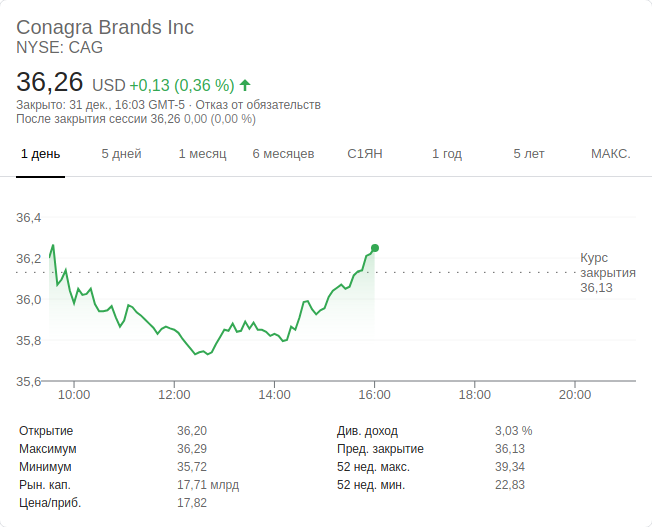 Conagra Brands Inc
NYSE: CAG
36,26 USD +0,13 (0,36 %)
Закрыто: 31 дек., 16:03 GMT-5 · Отказ от обязательств
После закрытия сессии 36,26 0,00 (0,00 %)
1 день 5 дней 1 месяц 6 месяцев С1ЯН 1 год 5 лет МАКС.
36,4
36,2
36,0
35,8
35,6
Курс
закрытия
36,13
10:00 12:00 14:00 16:00 18:00 20:00
Открытие 36,20 Див. доход 3,03 %
Максимум 36,29 Пред. закрытие 36,13
Минимум 35,72 52 нед. макс. 39,34
Рын. кап. 17,71 млрд 52 нед. мин. 22,83
Цена/приб. 17,82